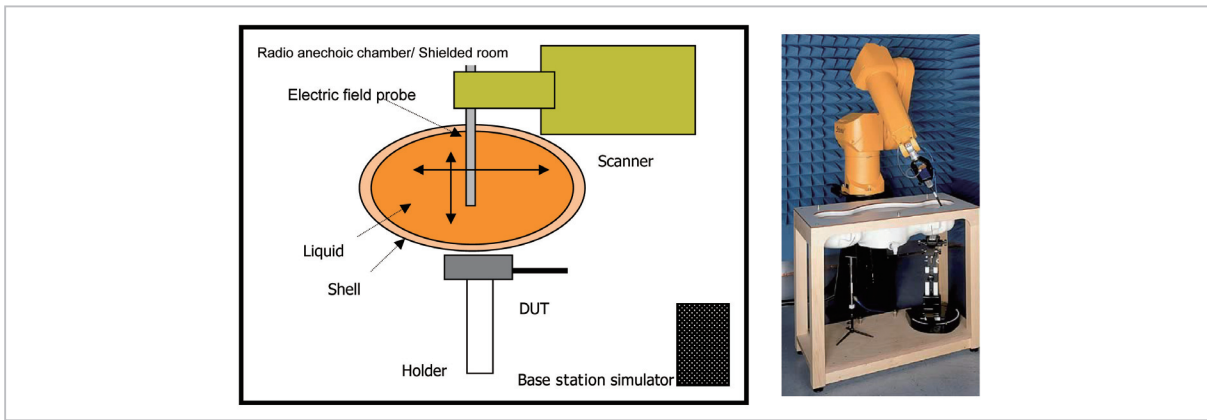 Radio anechoic chamber/ Shielded room
Electric field probe
Scanner
Liquid
Shell
DUT
Holder
Base station simulator